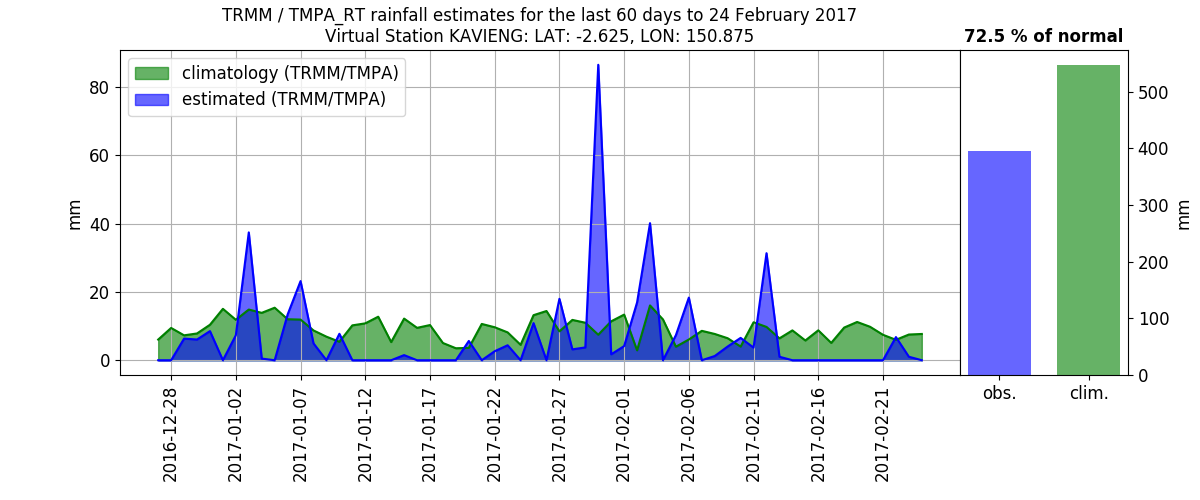 TRMM / TMPA_RT rainfall estimates for the last 60 days to 24 February 2017
Virtual Station KAVIENG: LAT: -2.625, LON: 150.875
72.5 % of normal
climatology (TRMM/TMPA)
estimated (TRMM/TMPA)
mm
80
60
40
20
0
2016-12-28
2017-01-02
2017-01-07
2017-01-12
2017-01-17
2017-01-22
2017-01-27
2017-02-01
2017-02-06
2017-02-11
2017-02-16
2017-02-21
obs.
clim.
500
400
300
200
100
0
mm